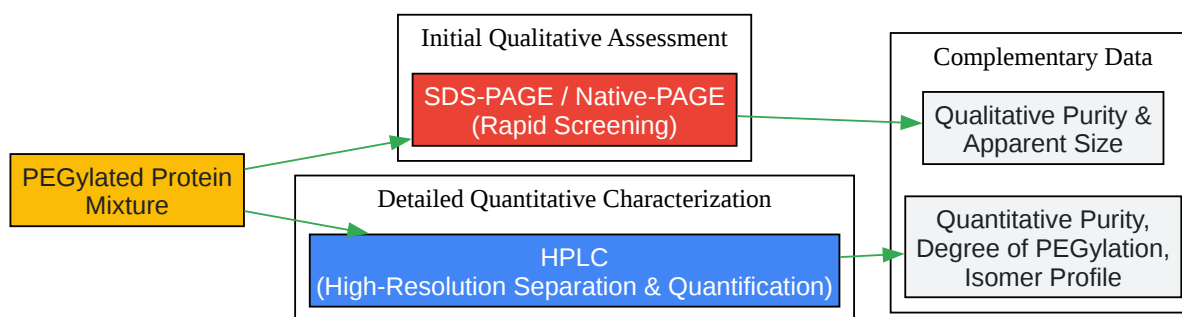 PEGylated Protein
Mixture
Initial Qualitative Assessment
SDS-PAGE / Native-PAGE
(Rapid Screening)
Detailed Quantitative Characterization
HPLC
(High-Resolution Separation & Quantification)
Complementary Data
Qualitative Purity &
Apparent Size
Quantitative Purity,
Degree of PEGylation,
Isomer Profile